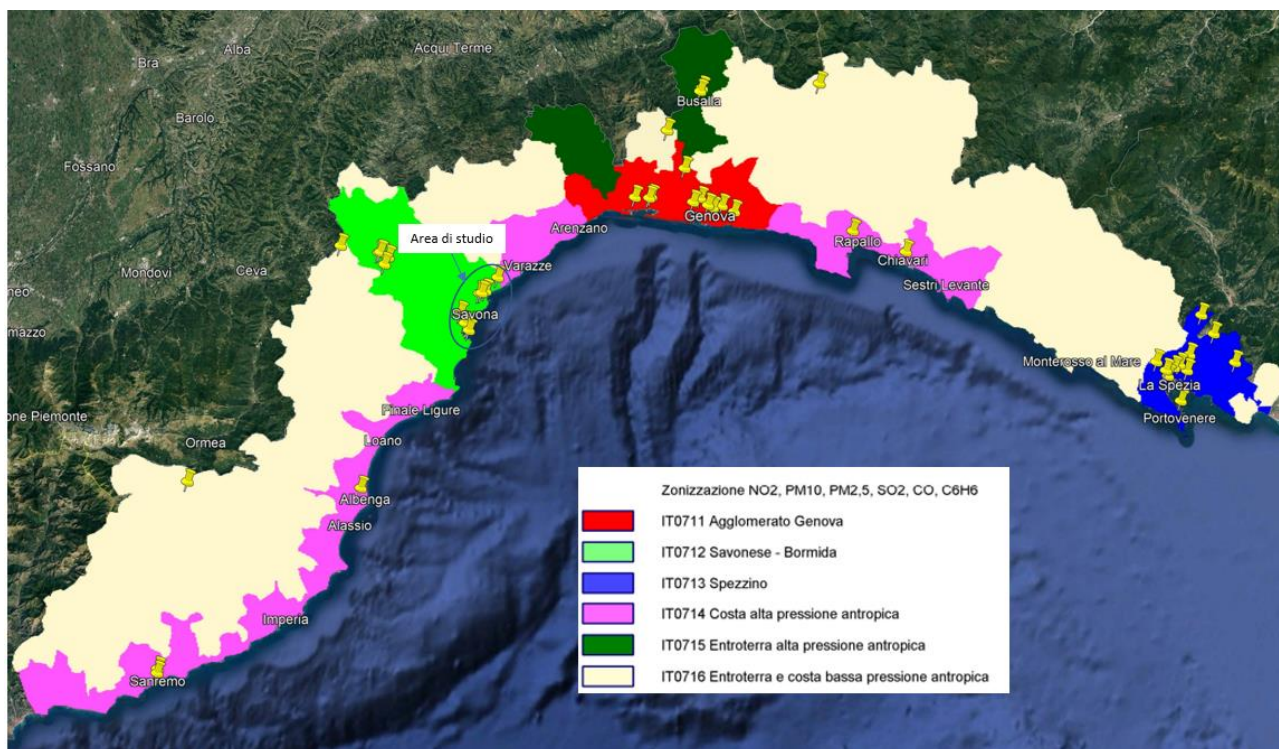 Alba
Acqui Terme
Bra
Barolo
Busalla
Fossano
Genova
Arenzano
Area di studio
Rapallo
Chiavari
Varazze
Mondovì
Ceva
Sestri Levante
Savona
Monterosso al Mare
La Spezia
Portovenere
Finale Ligure
Ormea
Loano
Albenga
Alassio
Imperia
Sanremo
Zonizzazione NO2, PM10, PM2,5, SO2, CO, C6H6
IT0711 Agglomerato Genova
IT0712 Savonese - Bormida
IT0713 Spezzino
IT0714 Costa alta pressione antropica
IT0715 Entroterra alta pressione antropica
IT0716 Entroterra e costa bassa pressione antropica